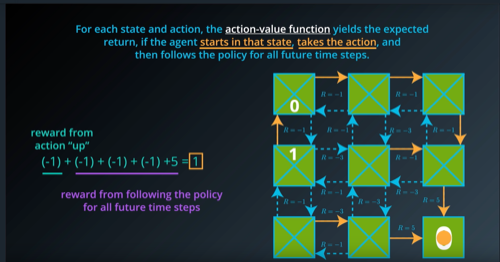 For each state and action, the action-value function yields the expected
return, if the agent starts in that state, takes the action, and
then follows the policy for all future time steps.
R = -1
R = -1
0
R = -1
R = -1
reward from
action "up"
R = -1
R = -1
R = -3
R = -1
(-1) + (-1) + (-1) + (-1) +5 = 1
1
R = -3
R = -1
R = -1
R = -3
reward from following the policy
for all future time steps
R = -1
R = -1
R = -3
R = 5
R = -3
R = 5
R = -1
0